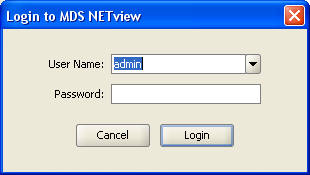 Login to MDS NETview
User Name: admin
Password:
Cancel Login